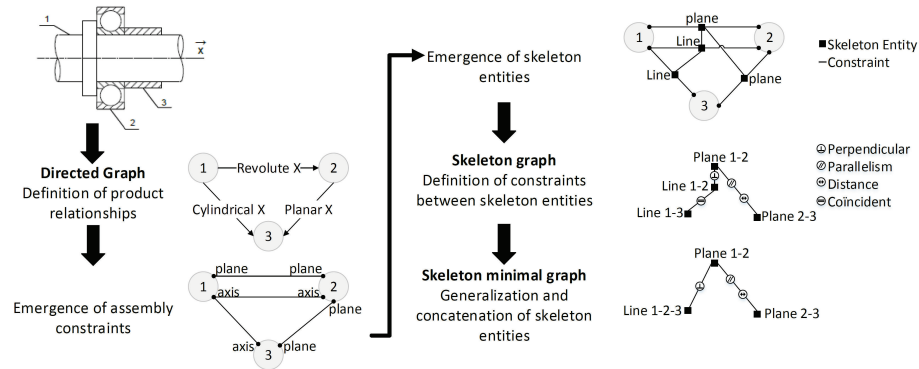 1
X
3
2
Directed Graph
Definition of product
relationships
1
Revolute X
2
Cylindrical X
Planar X
3
Emergence of assembly
constraints
plane
plane
1
axis
axis
2
plane
axis
3
plane
Emergence of skeleton
entities
Skeleton graph
Definition of constraints
between skeleton entities
Skeleton minimal graph
Generalization and
concatenation of skeleton
entities
plane
1
2
Line
Line
plane
3
Skeleton Entity
Constraint
Plane 1-2
Line 1-2
Line 1-3
Plane 2-3
Perpendicular
Parallelism
Distance
Coïncident
Plane 1-2
Line 1-2-3
Plane 2-3